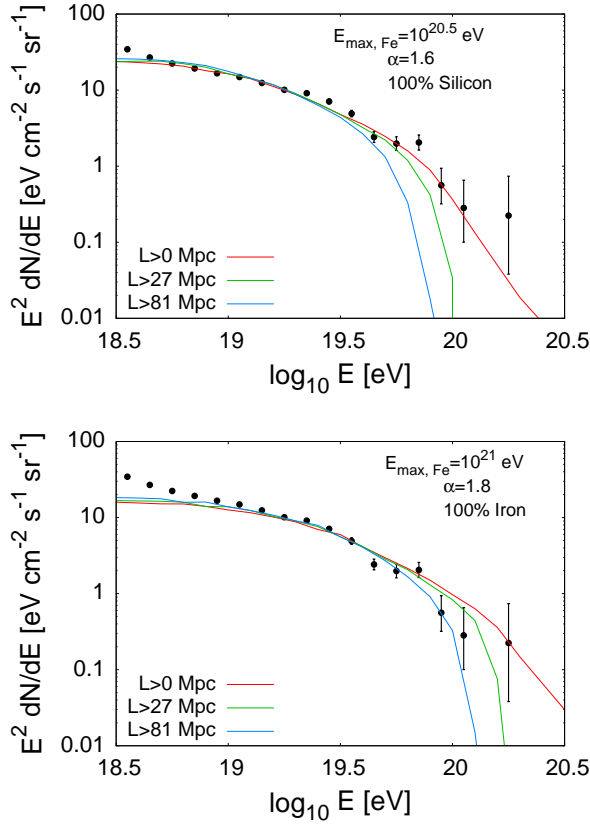 E² dN/dE [eV cm⁻² s⁻¹ sr⁻¹]
100
10
1
0.1
0.01
E_max, Fe=10^20.5 eV
α=1.6
100% Silicon
L>0 Mpc
L>27 Mpc
L>81 Mpc
18.5 19 19.5 20 20.5
log₁₀ E [eV]
E² dN/dE [eV cm⁻² s⁻¹ sr⁻¹]
100
10
1
0.1
0.01
E_max, Fe=10^21 eV
α=1.8
100% Iron
L>0 Mpc
L>27 Mpc
L>81 Mpc
18.5 19 19.5 20 20.5
log₁₀ E [eV]